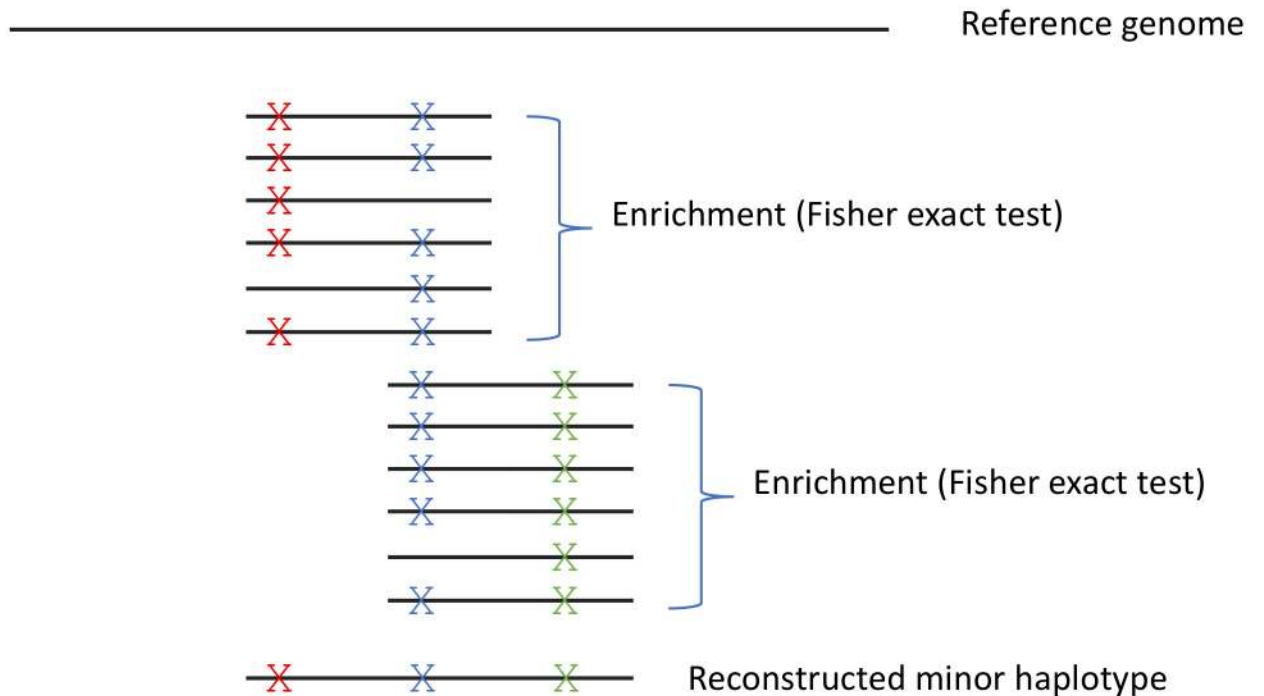 Reference genome
X X
X X
X
X X
X
X X
Enrichment (Fisher exact test)
X X
X X
X X
X X
X
X X
Enrichment (Fisher exact test)
X X X
Reconstructed minor haplotype